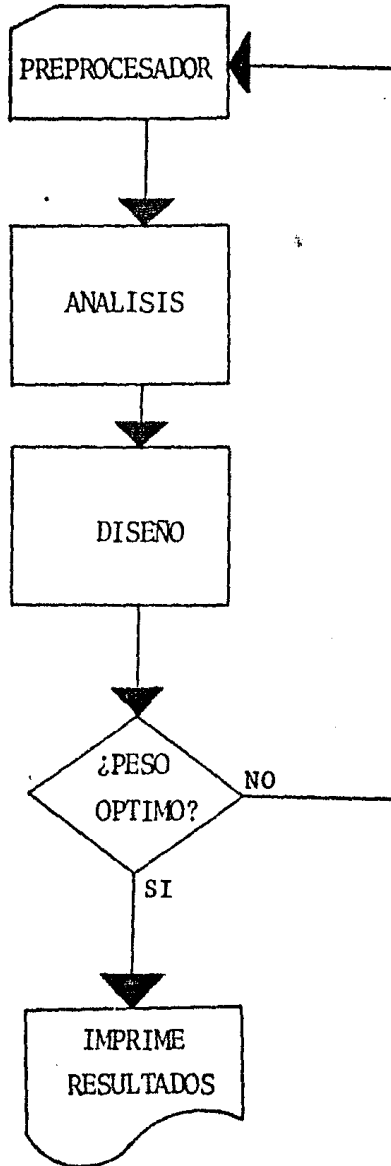 PREPROCESADOR
ANALISIS
DISEÑO
¿PESO
OPTIMO?
NO
SI
IMPRIME
RESULTADOS